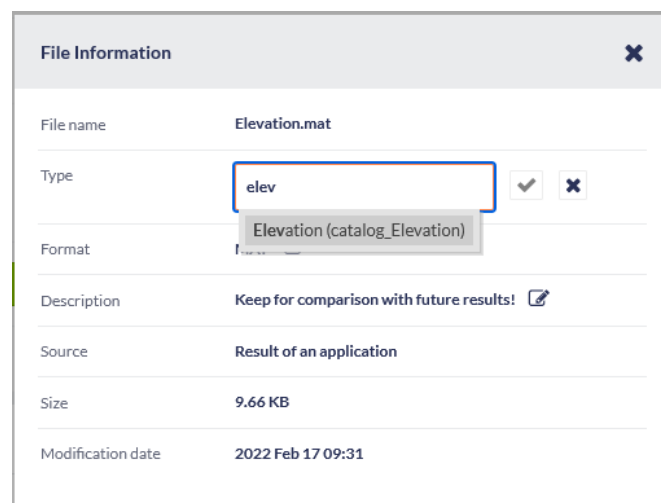 File Information
File name Elevation.mat
Type elev
Elevation (catalog_Elevation)
Format
Description Keep for comparison with future results!
Source Result of an application
Size 9.66 KB
Modification date 2022 Feb 17 09:31